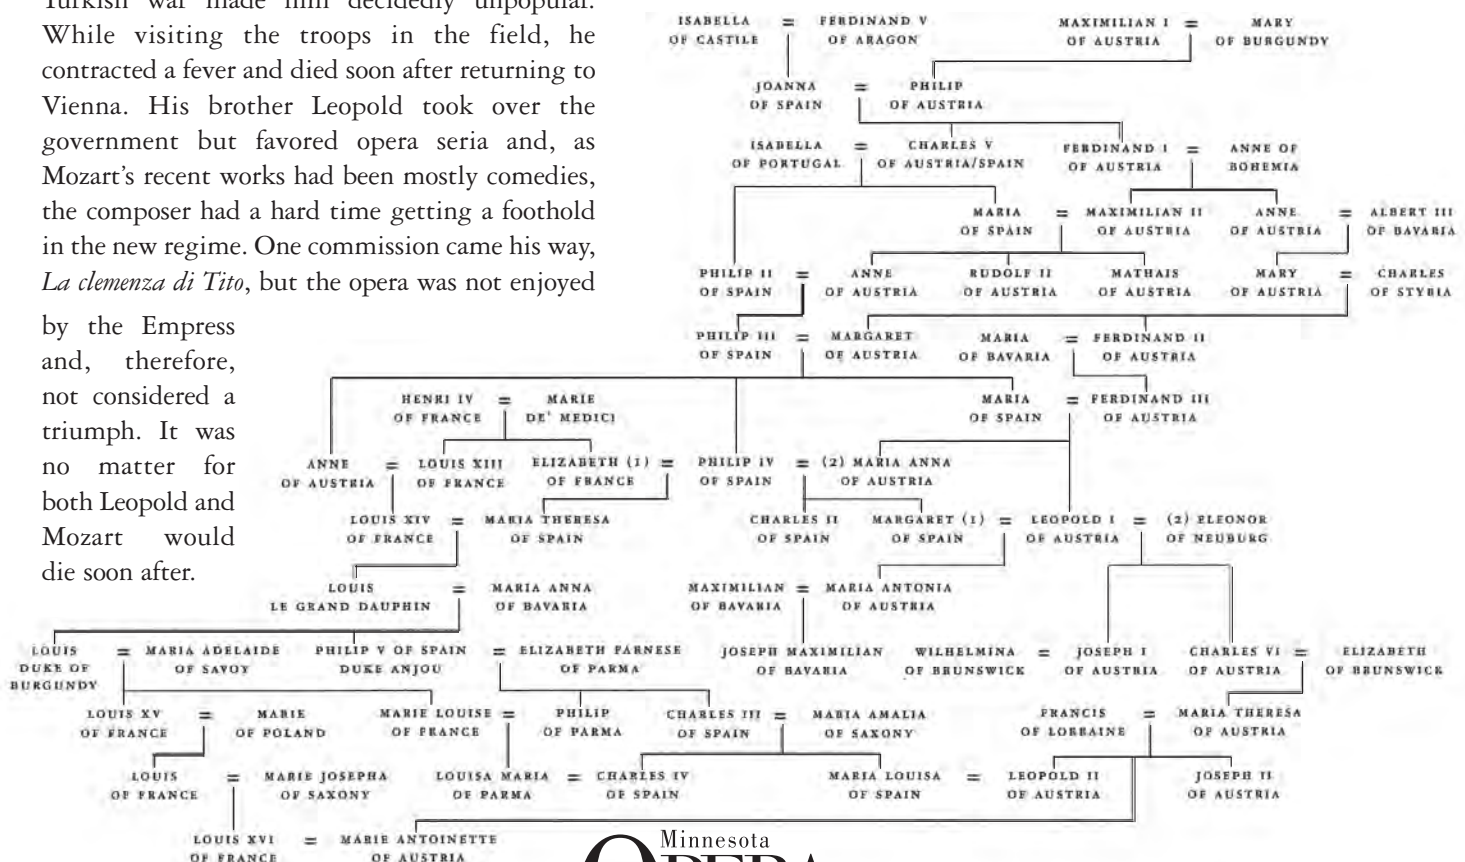 Turkish war made him decidedly unpopular.
While visiting the troops in the field, he
contracted a fever and died soon after returning to
Vienna. His brother Leopold took over the
government but favored opera seria and, as
Mozart's recent works had been mostly comedies,
the composer had a hard time getting a foothold
in the new regime. One commission came his way,
La clemenza di Tito, but the opera was not enjoyed
by the Empress
and, therefore,
not considered a
triumph. It was
no matter for
both Leopold and
Mozart would
die soon after.
ISABELLA = FERDINAND V MAXIMILIAN I = MARY
OF CASTILE OF ARAGON OF AUSTRIA OF BURGUNDY
JOANNA = PHILIP
OF SPAIN OF AUSTRIA
ISABELLA = CHARLES V FERDINAND I = ANNE OF
OF PORTUGAL OF AUSTRIA/SPAIN OF AUSTRIA BOHEMIA
MARIA = MAXIMILIAN II ANNE = ALBERT III
OF SPAIN OF AUSTRIA OF AUSTRIA OF BAVARIA
PHILIP II = ANNE RUDOLF II MATHAIS MARY = CHARLES
OF SPAIN OF AUSTRIA OF AUSTRIA OF AUSTRIA OF AUSTRIA OF STYRIA
PHILIP III = MARGARET MARIA = FERDINAND II
OF SPAIN OF AUSTRIA OF BAVARIA OF AUSTRIA
HENRI IV = MARIE MARIA = FERDINAND III
OF FRANCE DE' MEDICI OF SPAIN OF AUSTRIA
ANNE = LOUIS XIII ELIZABETH (1) = PHILIP IV = (2) MARIA ANNA
OF AUSTRIA OF FRANCE OF FRANCE OF SPAIN OF AUSTRIA
LOUIS XIV = MARIA THERESA CHARLES II MARGARET (1) = LEOPOLD I = (2) ELEONOR
OF FRANCE OF SPAIN OF SPAIN OF SPAIN OF AUSTRIA OF NEUBURG
LOUIS = MARIA ANNA MAXIMILIAN = MARIA ANTONIA
LE GRAND DAUPHIN OF BAVARIA OF BAVARIA OF AUSTRIA
LOUIS = MARIA ADELAIDE PHILIP V OF SPAIN = ELIZABETH FARNESE JOSEPH MAXIMILIAN WILHELMINA = JOSEPH I CHARLES VI = ELIZABETH
DUKE OF OF SAVOY DUKE ANJOU OF PARMA OF BAVARIA OF BRUNSWICK OF AUSTRIA OF AUSTRIA OF BRUNSWICK
BURGUNDY
LOUIS XV = MARIE MARIE LOUISE = PHILIP CHARLES III = MARIA AMALIA FRANCIS = MARIA THERESA
OF FRANCE OF POLAND OF FRANCE OF PARMA OF SPAIN OF SAXONY OF LORRAINE OF AUSTRIA
LOUIS = MARIE JOSEPHA LOUISA MARIA = CHARLES IV MARIA LOUISA = LEOPOLD II JOSEPH II
OF FRANCE OF SAXONY OF PARMA OF SPAIN OF SPAIN OF AUSTRIA OF AUSTRIA
LOUIS XVI = MARIE ANTOINETTE
OF FRANCE OF AUSTRIA
Minnesota
OPERA